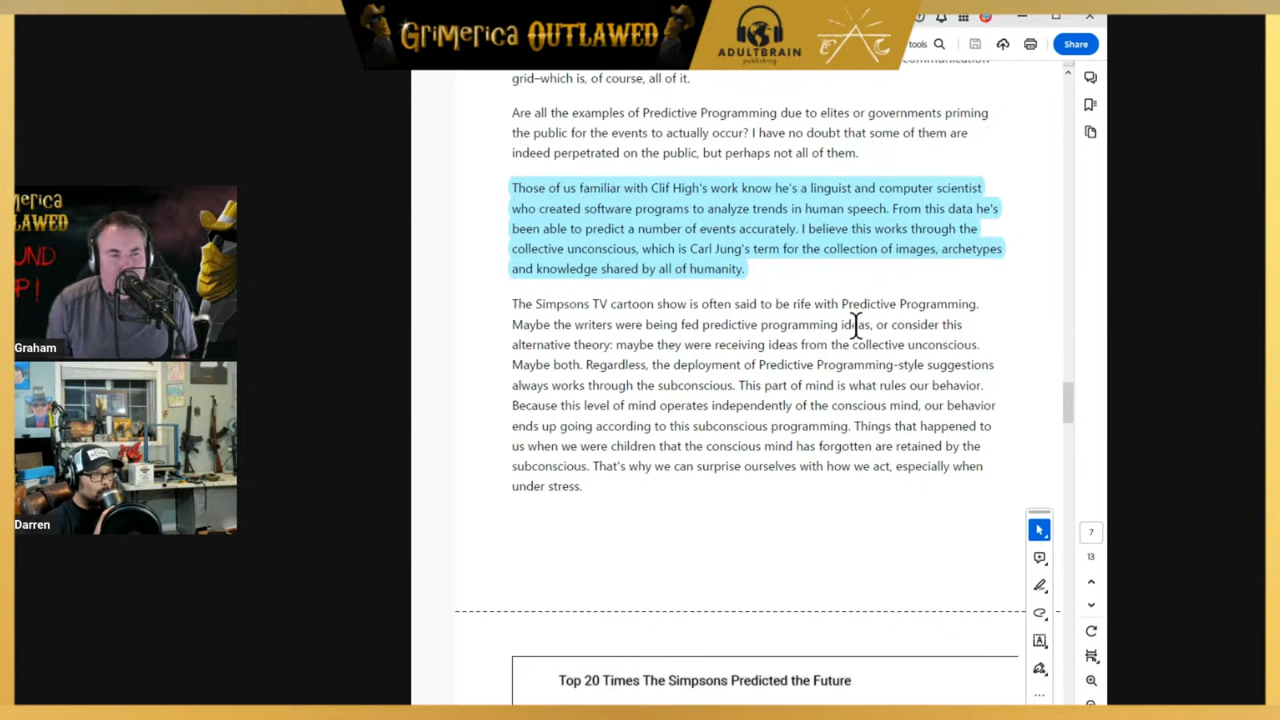 GRIMERICA OUTLAWED
ADULTBRAIN
publishing
tools
Share
grid—which is, of course, all of it.
Are all the examples of Predictive Programming due to elites or governments priming
the public for the events to actually occur? I have no doubt that some of them are
indeed perpetrated on the public, but perhaps not all of them.
Those of us familiar with Clif High's work know he's a linguist and computer scientist
who created software programs to analyze trends in human speech. From this data he's
been able to predict a number of events accurately. I believe this works through the
collective unconscious, which is Carl Jung's term for the collection of images, archetypes
and knowledge shared by all of humanity.
The Simpsons TV cartoon show is often said to be rife with Predictive Programming.
Maybe the writers were being fed predictive programming ideas, or consider this
alternative theory: maybe they were receiving ideas from the collective unconscious.
Maybe both. Regardless, the deployment of Predictive Programming-style suggestions
always works through the subconscious. This part of mind is what rules our behavior.
Because this level of mind operates independently of the conscious mind, our behavior
ends up going according to this subconscious programming. Things that happened to
us when we were children that the conscious mind has forgotten are retained by the
subconscious. That's why we can surprise ourselves with how we act, especially when
under stress.
Top 20 Times The Simpsons Predicted the Future
7
13
Graham
Darren